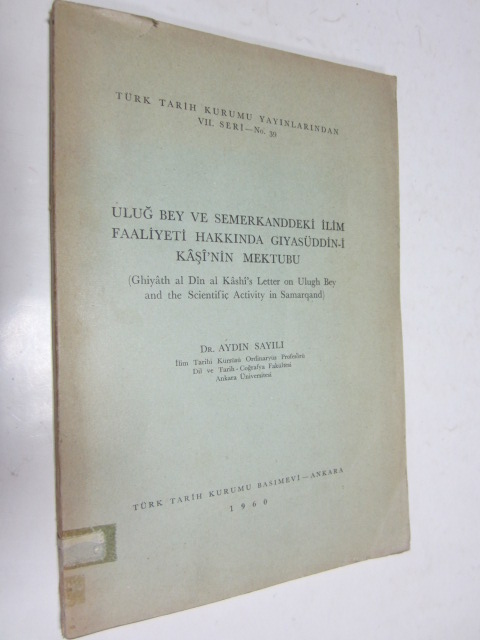 TÜRK TARİH KURUMU YAYINLARINDAN
VII. SERİ—No. 39
ULUĞ BEY VE SEMERKANDDEKİ İLİM
FAALİYETİ HAKKINDA GIYASÜDDİN-İ
KÂŞÎ'NİN MEKTUBU
(Ghiyâth al Dîn al Kâshî's Letter on Ulugh Bey
and the Scientific Activity in Samarqand)
DR. AYDIN SAYILI
İlim Tarihi Kürsüsü Ordinaryus Profesörü
Dil ve Tarih-Coğrafya Fakültesi
Ankara Üniversitesi
TÜRK TARİH KURUMU BASIMEVİ—ANKARA
1960